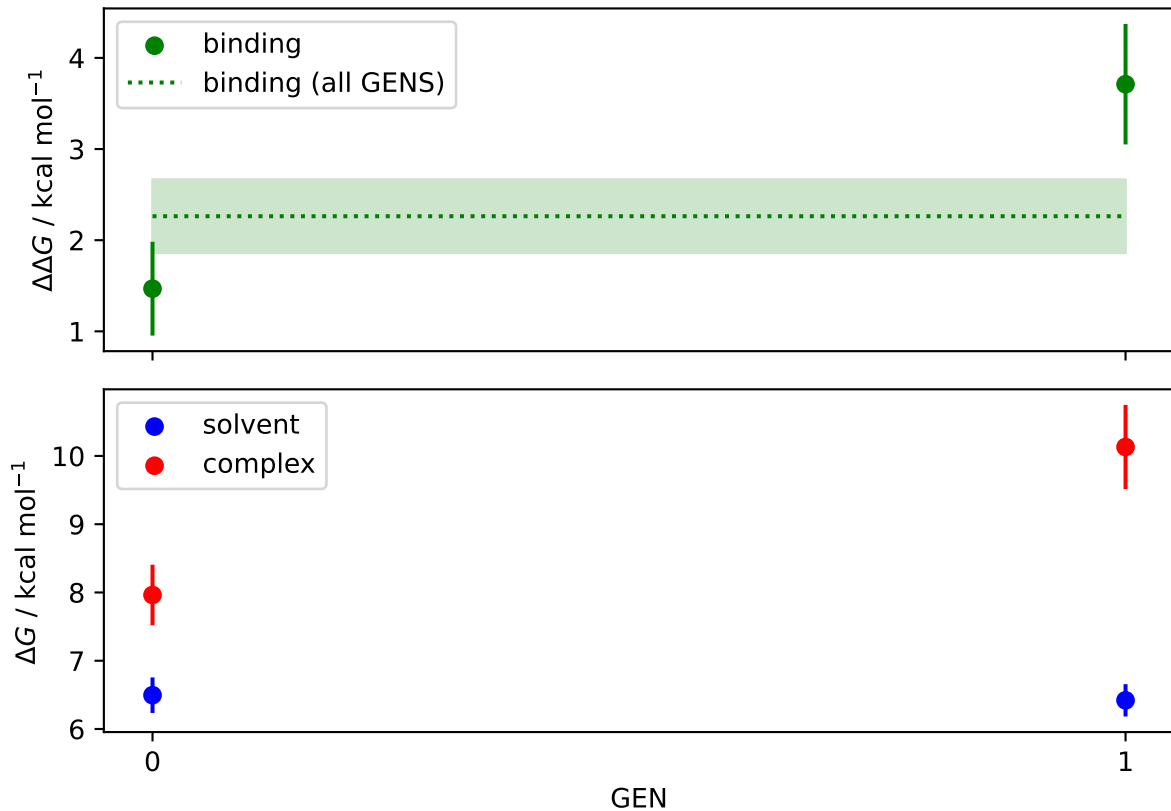 binding
binding (all GENS)
4
3
2
1
ΔΔG / kcal mol⁻¹
solvent
complex
10
9
8
7
6
ΔG / kcal mol⁻¹
0
1
GEN